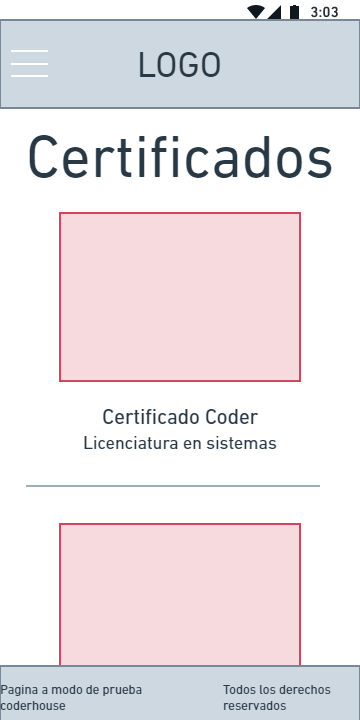 3:03
LOGO
Certificados
Certificado Coder
Licenciatura en sistemas
Pagina a modo de prueba
coderhouse
Todos los derechos
reservados